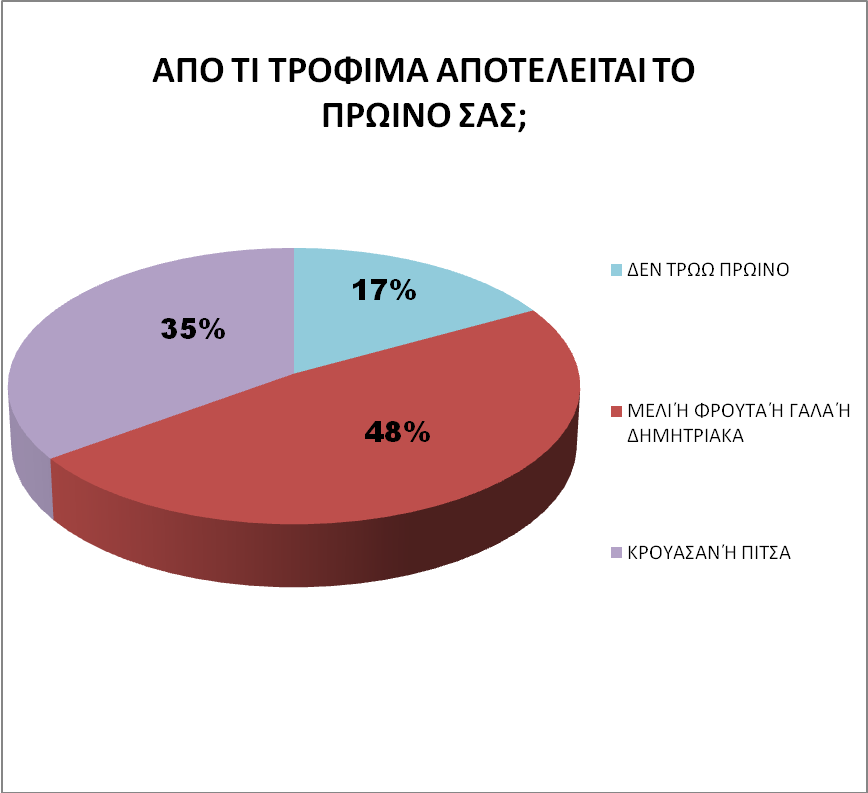 ΑΠΟ ΤΙ ΤΡΟΦΙΜΑ ΑΠΟΤΕΛΕΙΤΑΙ ΤΟ
ΠΡΩΙΝΟ ΣΑΣ;
17%
35%
48%
ΔΕΝ ΤΡΩΩ ΠΡΩΙΝΟ
ΜΕΛΙ Ή ΦΡΟΥΤΑ Ή ΓΑΛΑ Ή
ΔΗΜΗΤΡΙΑΚΑ
ΚΡΟΥΑΣΑΝ Ή ΠΙΤΣΑ